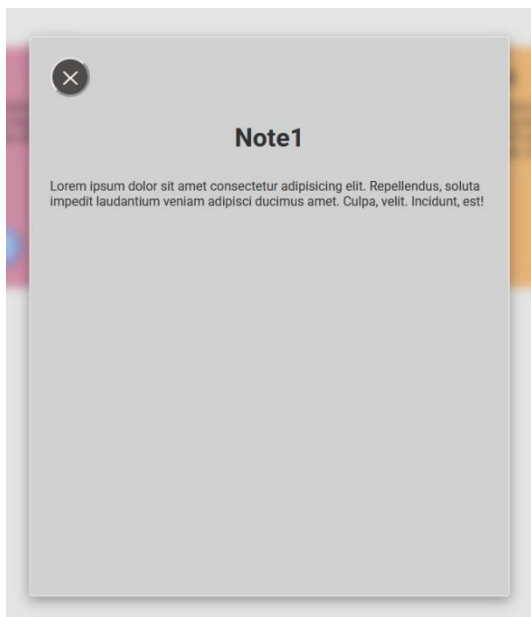 Note1
Lorem ipsum dolor sit amet consectetur adipisicing elit. Repellendus, soluta
impedit laudantium veniam adipisci ducimus amet. Culpa, velit. Incidunt, est!